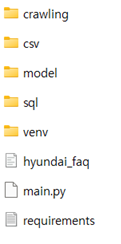 crawling
csv
model
sql
venv
hyundai_faq
main.py
requirements